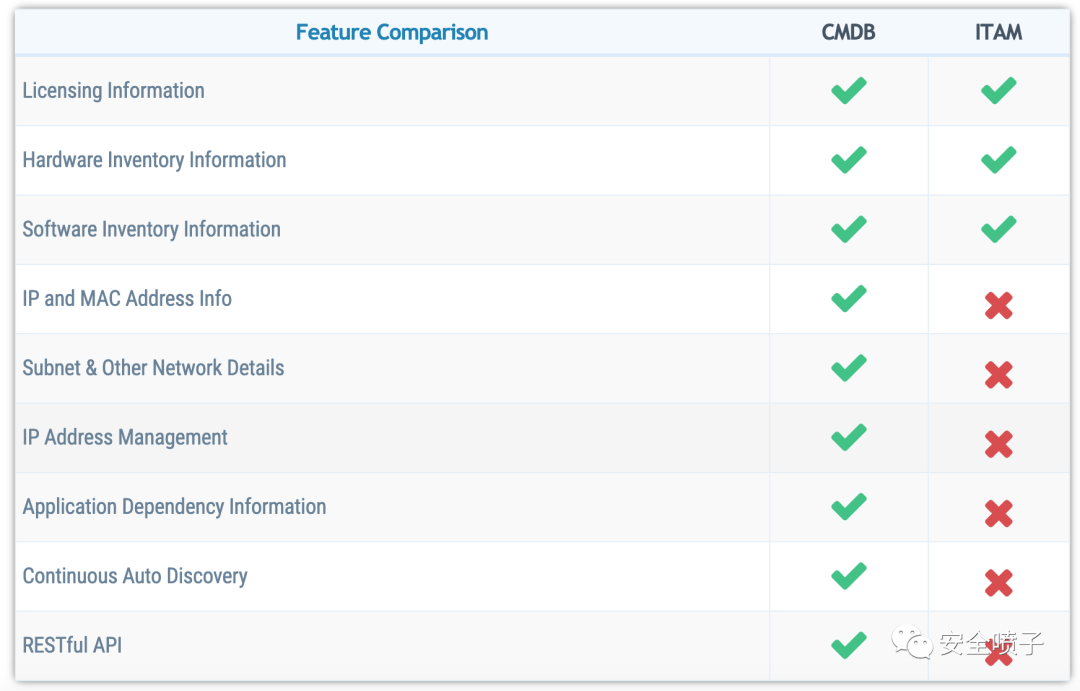 Feature Comparison CMDB ITAM
Licensing Information
Hardware Inventory Information
Software Inventory Information
IP and MAC Address Info
Subnet & Other Network Details
IP Address Management
Application Dependency Information
Continuous Auto Discovery
RESTful API
安全喷子